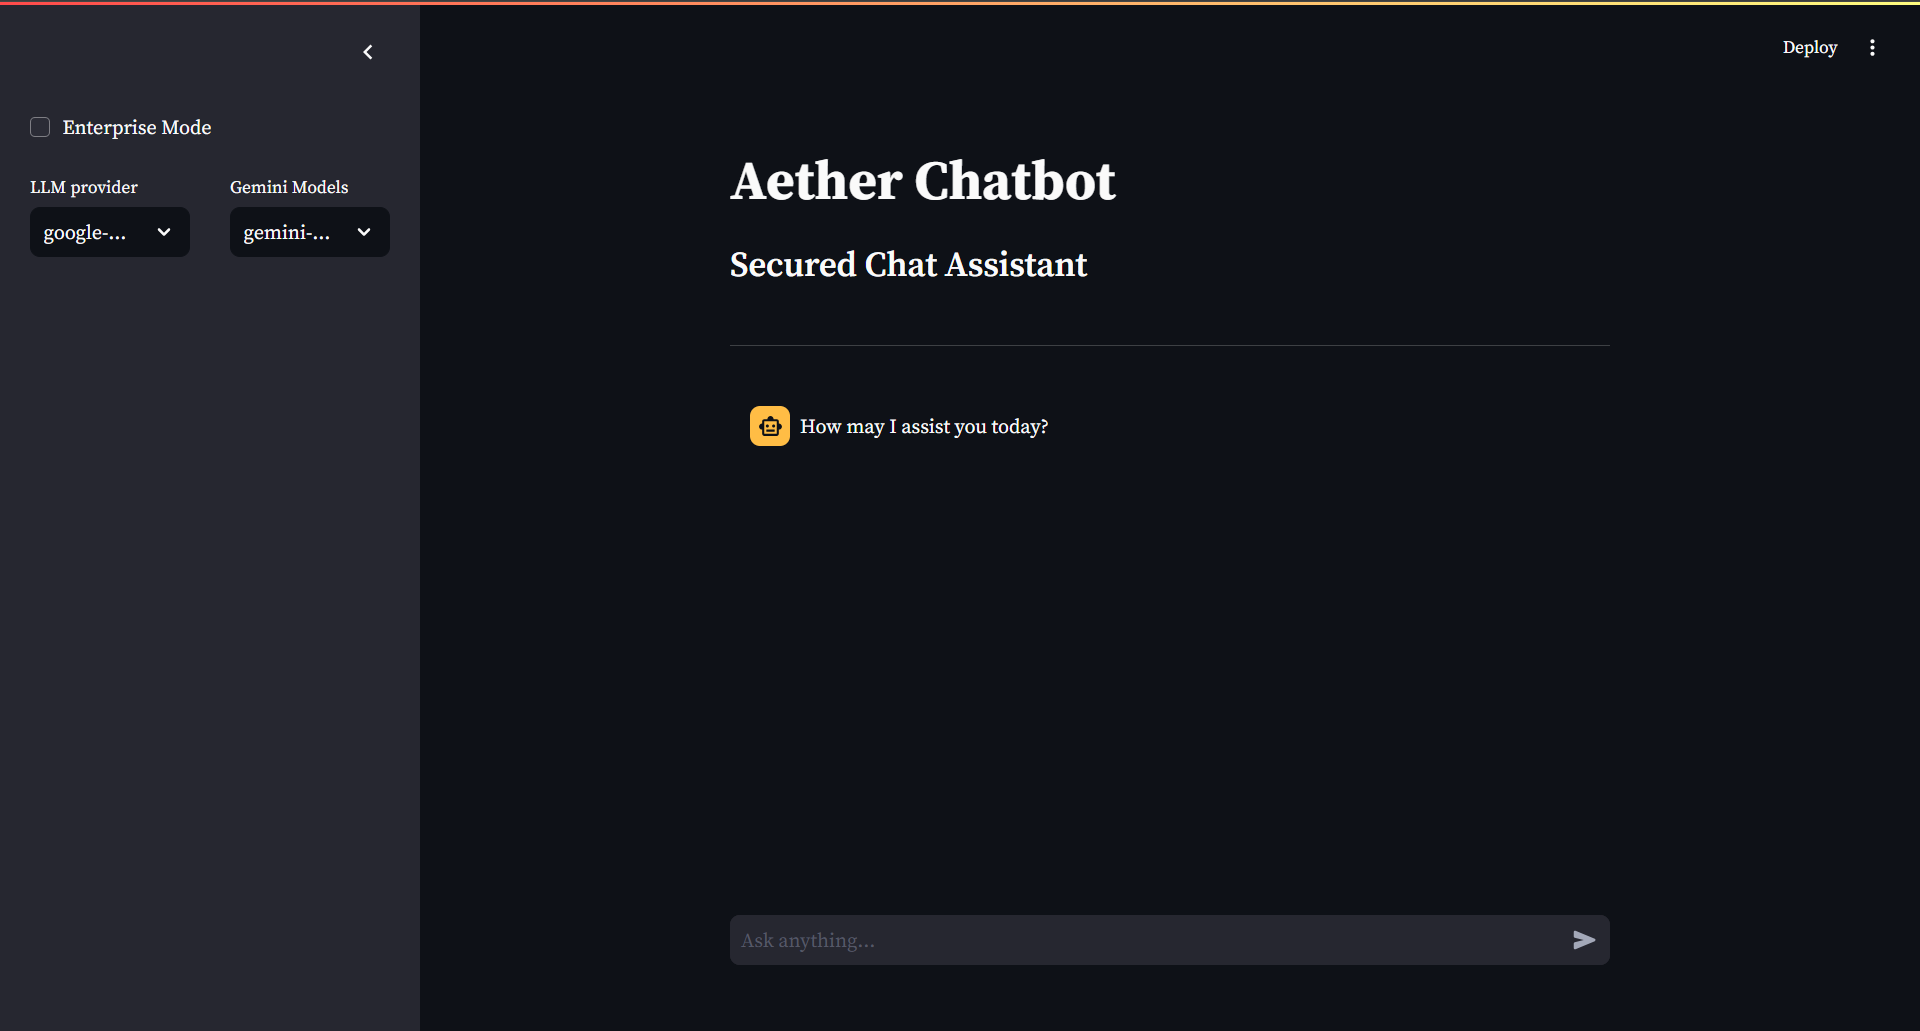 Deploy
Enterprise Mode
LLM provider
Gemini Models
google-...
gemini-...
Aether Chatbot
Secured Chat Assistant
How may I assist you today?
Ask anything...